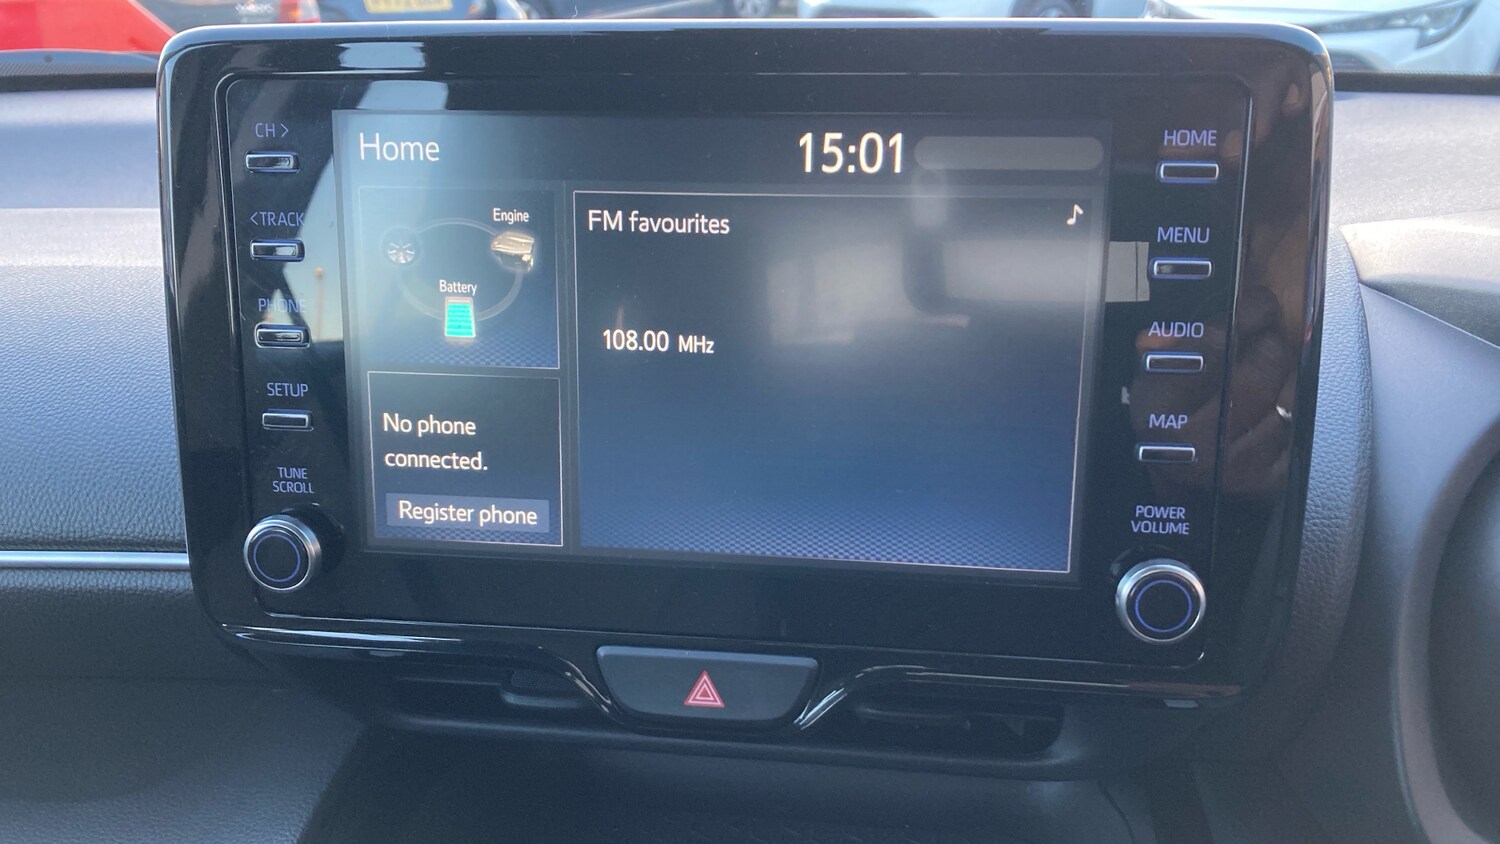 CH >
< TRACK
PHONE
SETUP
TUNE
SCROLL
Home
15:01
Engine
Battery
No phone
connected.
Register phone
FM favourites
108.00 MHz
HOME
MENU
AUDIO
MAP
POWER
VOLUME